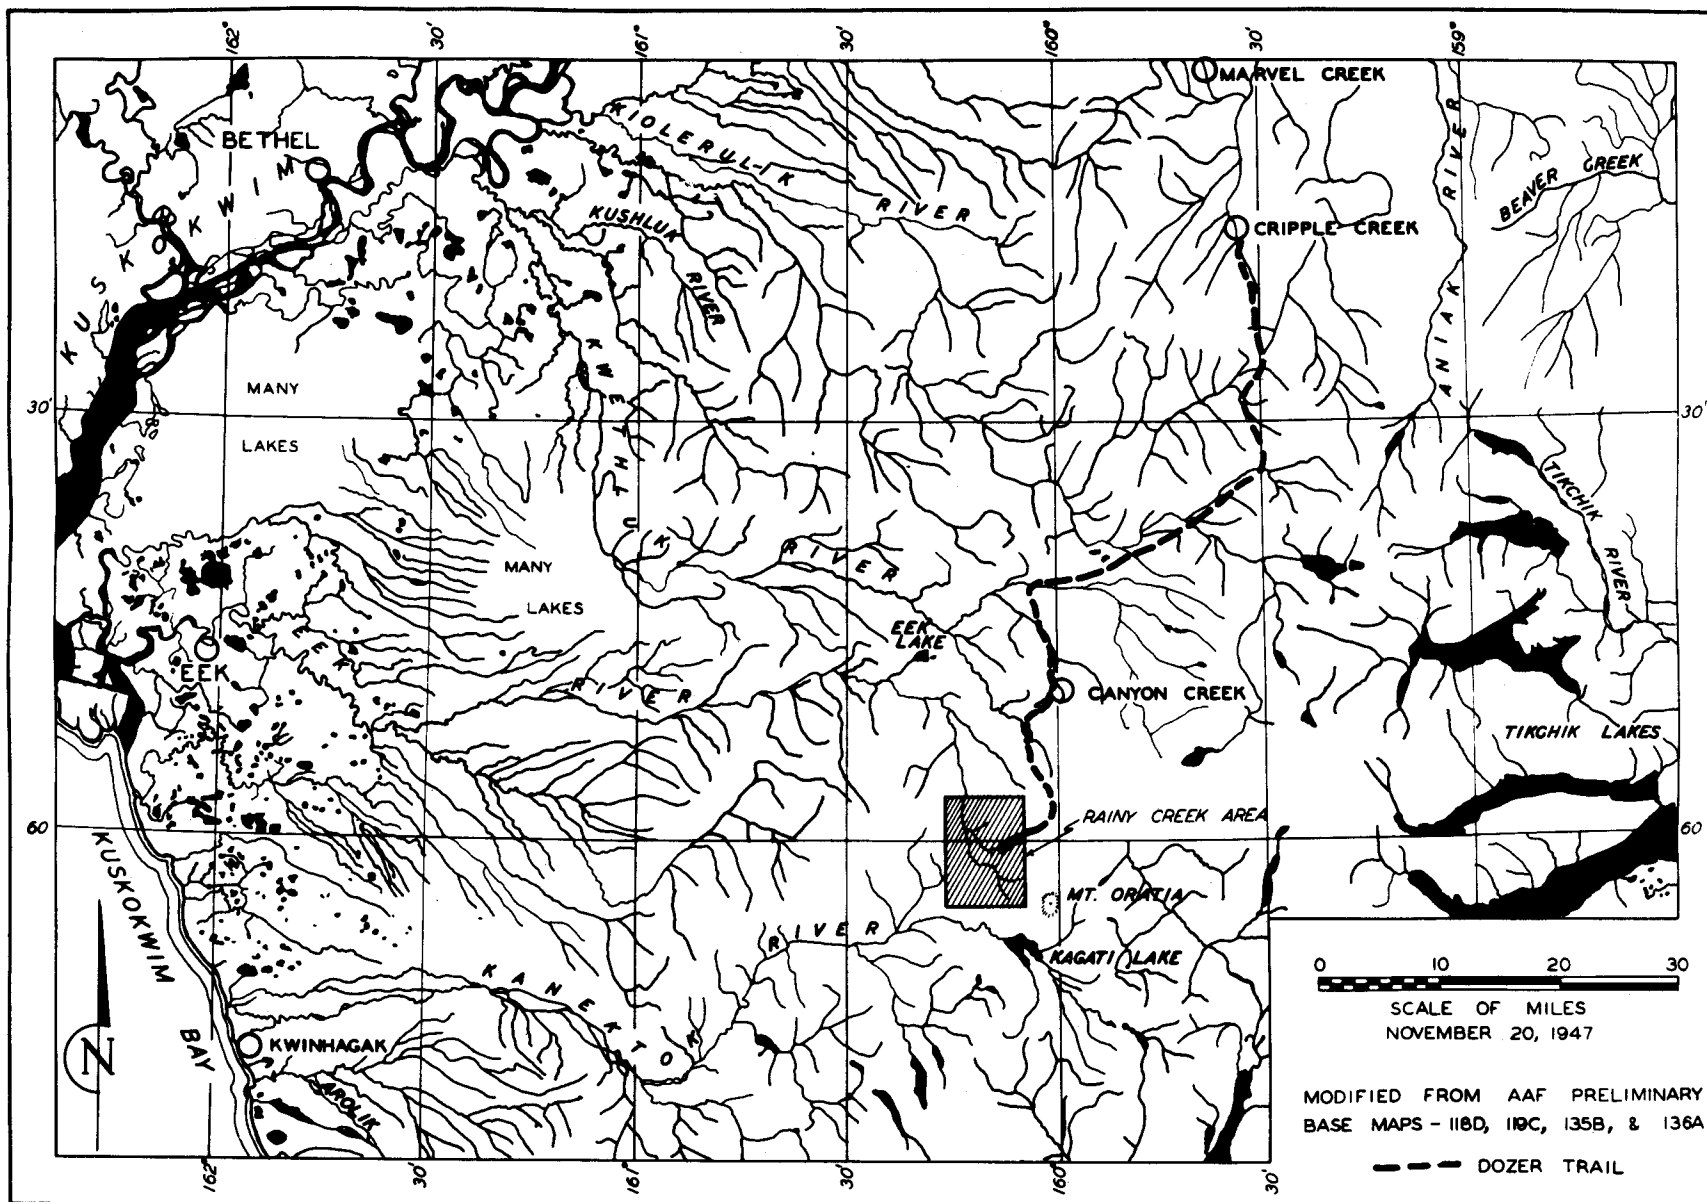 162° 30' 161° 30' 160° 30' 159°
MARVEL CREEK
BETHEL
KIOLERULIK RIVER
ANIAK RIVER
BEAVER CREEK
KUSHLUK RIVER
CRIPPLE CREEK
KUSKOKWIM
MANY
LAKES
30'
30'
KWETHLUK RIVER
TIKCHIK RIVER
MANY
LAKES
EEK
LAKE
EEK
EEK RIVER
CANYON CREEK
TIKCHIK LAKES
60
60
RAINY CREEK AREA
MT. ORATIA
KAGATI LAKE
KUSKOKWIM BAY
KANEKTOK RIVER
KWINHAGAK
AROLIK
N
0 10 20 30
SCALE OF MILES
NOVEMBER 20, 1947
MODIFIED FROM AAF PRELIMINARY
BASE MAPS - 118D, 119C, 135B, & 136A
DOZER TRAIL
162° 30' 161° 30' 160° 30'